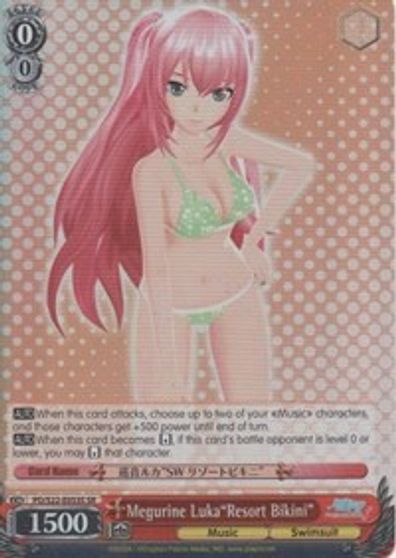 0
0
AUTO When this card attacks, choose up to two of your «Music» characters,
and those characters get +500 power until end of turn.
AUTO When this card becomes [ ], if this card's battle opponent is level 0
or lower, you may [ ] that character.
Card Name
巡音ルカ“SW リゾートビキニ”
1500
"Megurine Luka"Resort Bikini"
Music
Swimsuit